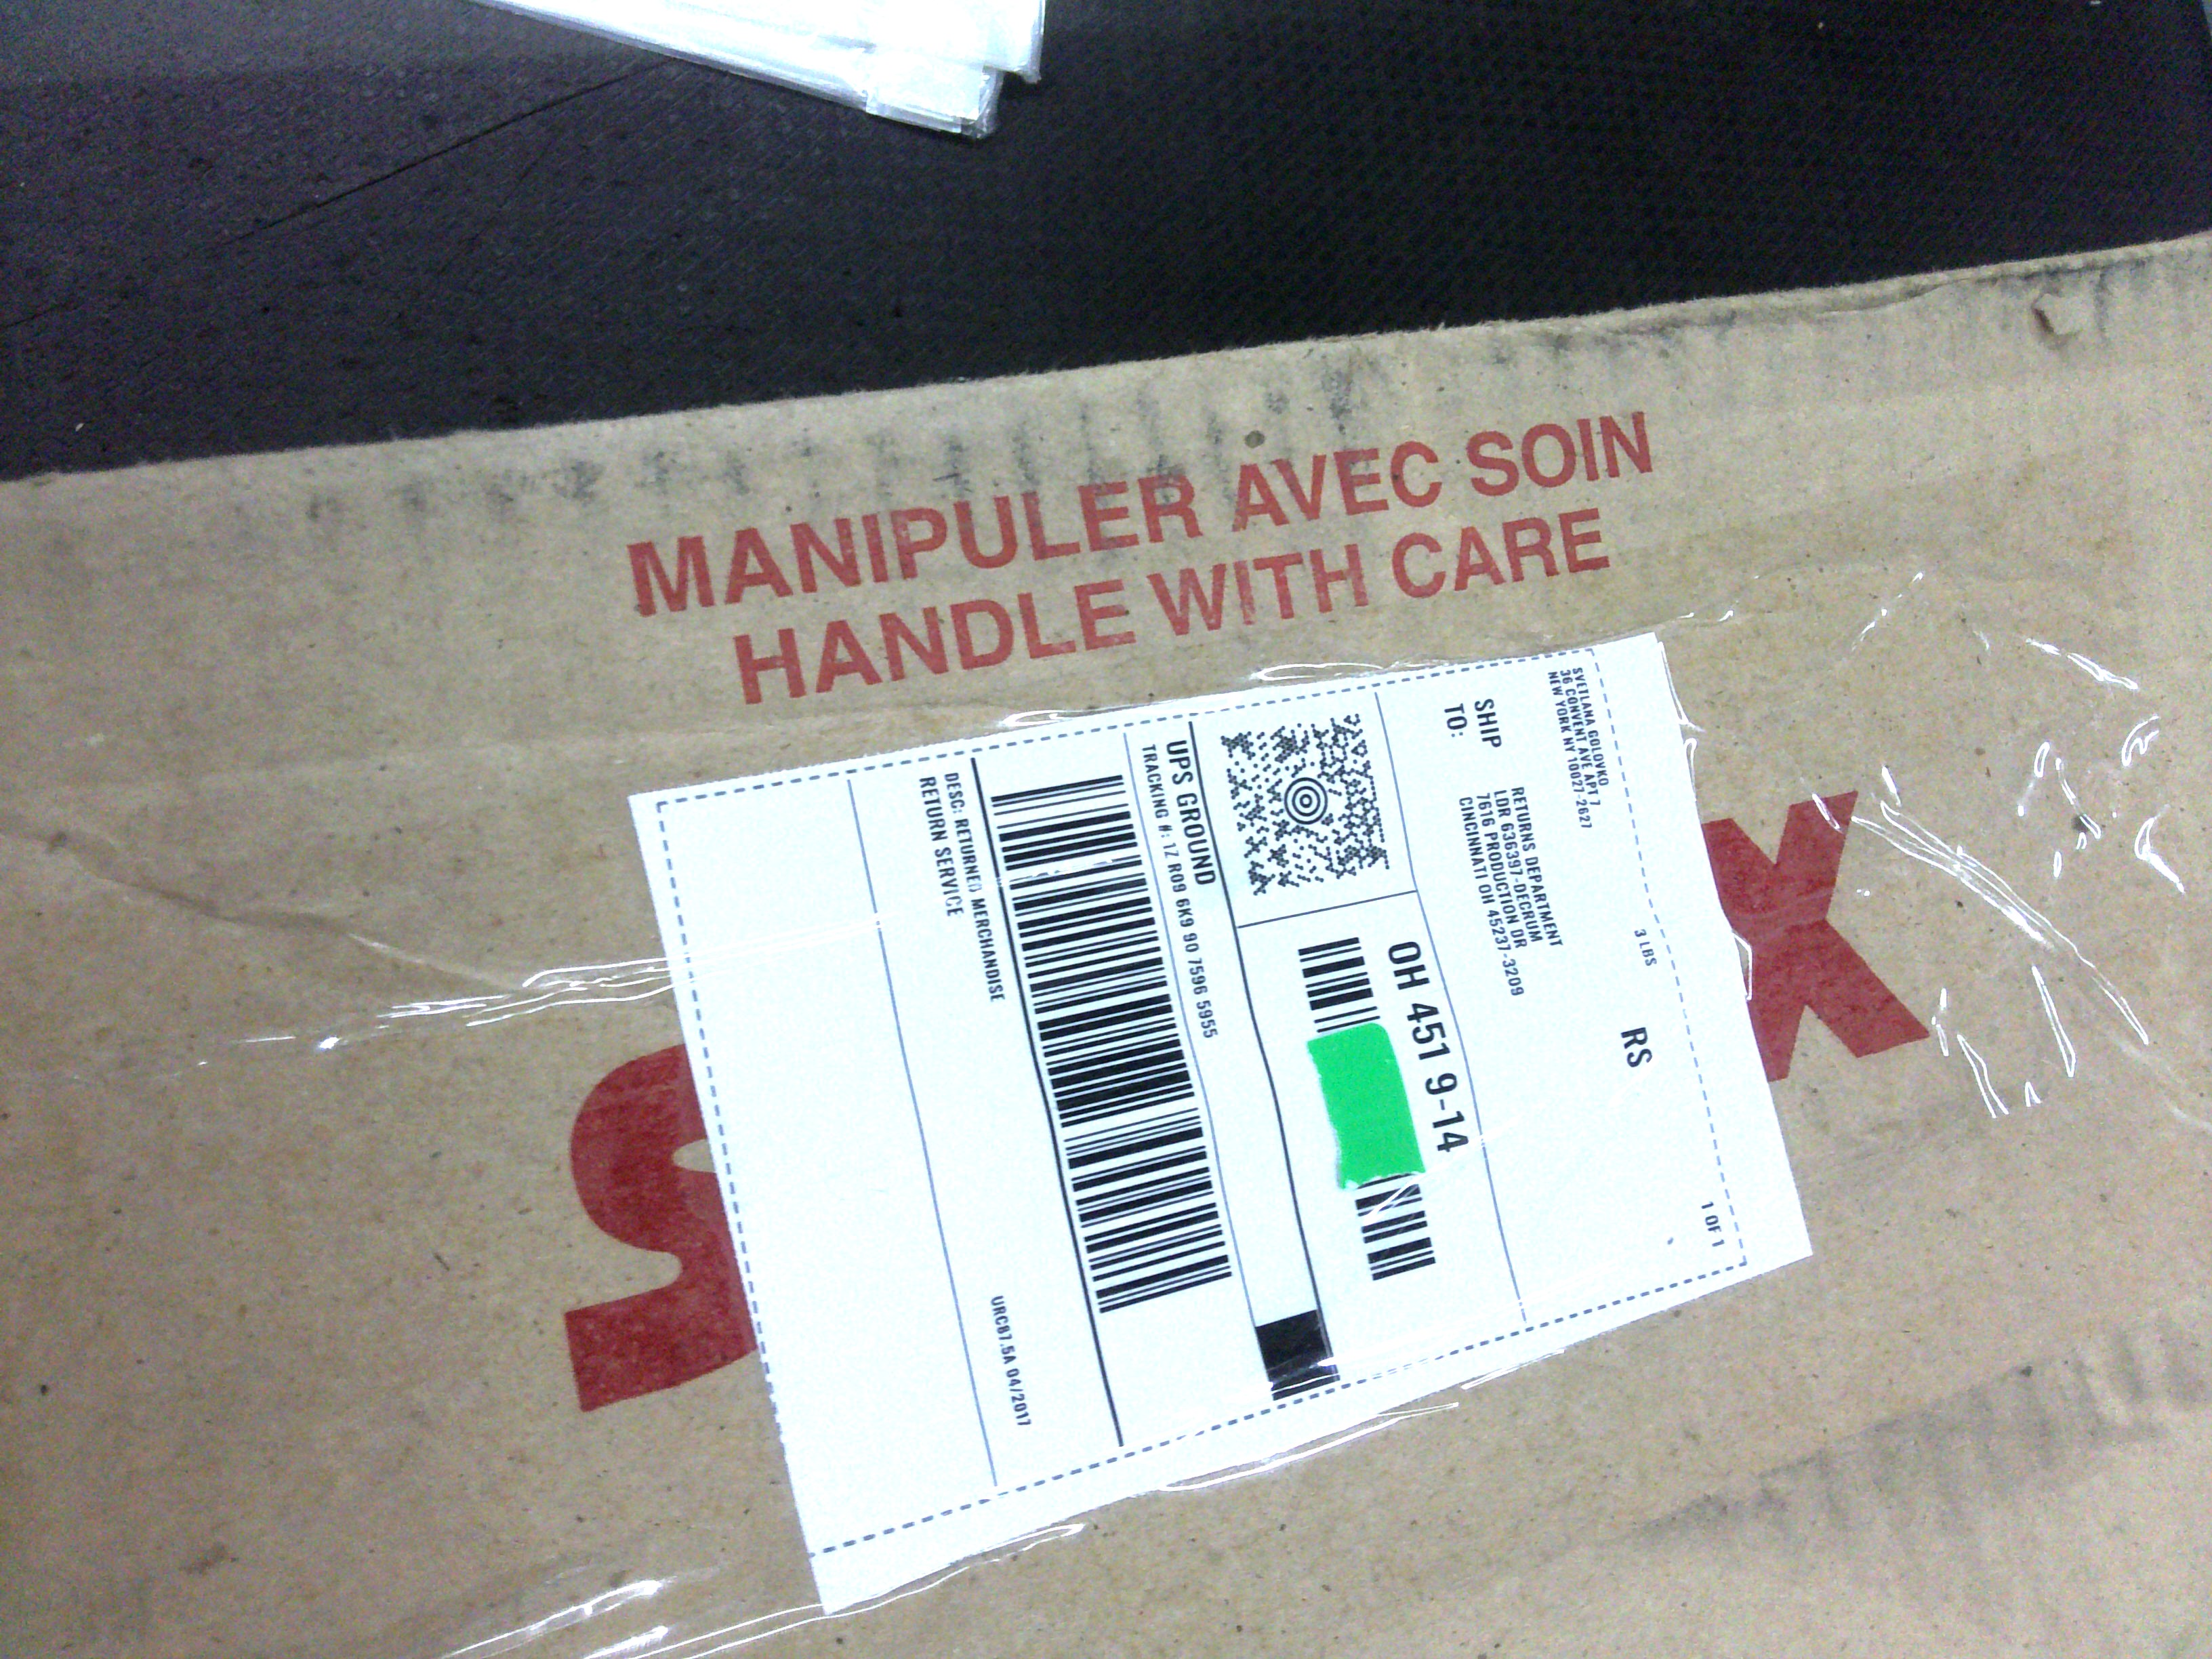 MANIPULER AVEC SOIN
HANDLE WITH CARE
SVETLANA GOLOVKO
36 CONVENT AVE APT 7
NEW YORK NY 10027-2627
3 LBS
RS
1 OF 1
SHIP
TO:
RETURNS DEPARTMENT
LDR 636397-DECRUM
7616 PRODUCTION DR
CINCINNATI OH 45237-3209
OH 451 9-14
UPS GROUND
TRACKING #: 1Z R09 6K9 90 7596 5955
DESC: RETURNED MERCHANDISE
RETURN SERVICE
URC87.5A 04/2017
S
X